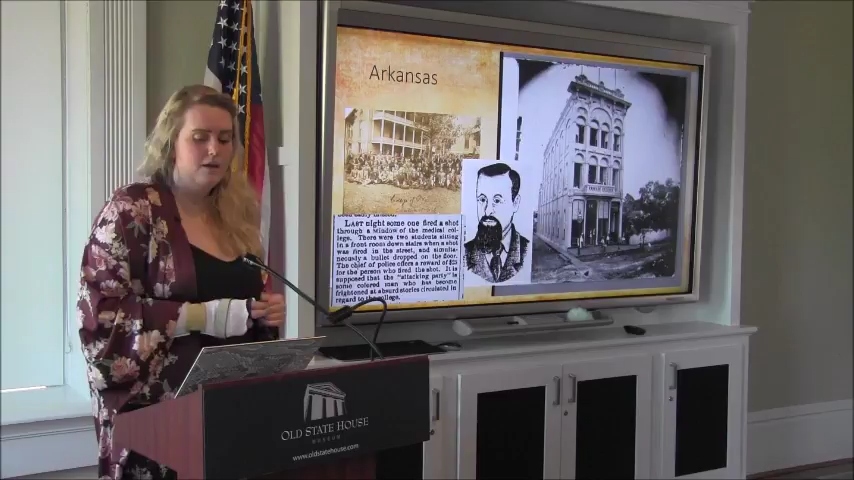 Arkansas
LAST night some one fired a shot
through a window of the medical col-
lege. There were two students sitting
in a front room down stairs when a shot
was fired in the street, and simulta-
neously a bullet dropped on the floor.
The chief of police offers a reward of $25
for the person who fired the shot. It is
supposed that the "attacking party" is
some colored man who has become
frightened at absurd stories circulated in
regard to the college.
OLD STATE HOUSE
MUSEUM
www.oldstatehouse.com